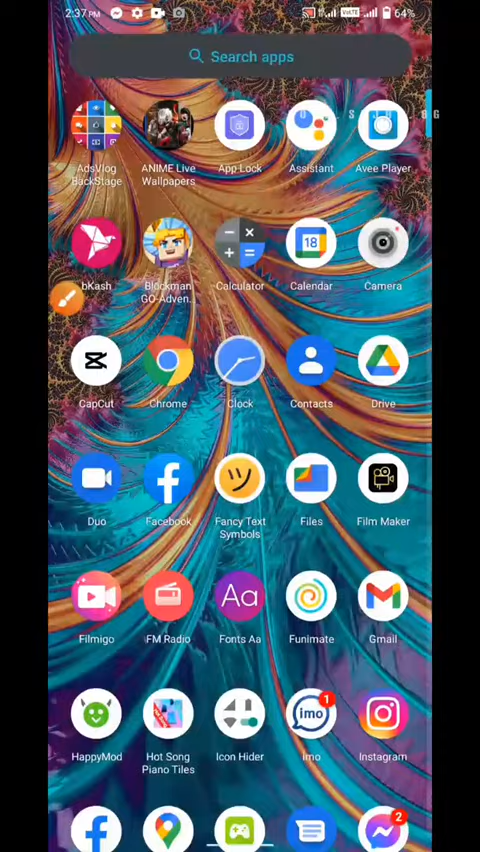 2:37 PM
VoLTE
64%
Search apps
AdsVlog BackStage
ANIME Live Wallpapers
App Lock
Assistant
Avee Player
bKash
Blockman GO-Adven...
18
Calculator
Calendar
Camera
CapCut
Chrome
Clock
Contacts
Drive
Duo
Facebook
Fancy Text Symbols
Files
Film Maker
Aa
Filmigo
FM Radio
Fonts Aa
Funimate
Gmail
imo
1
HappyMod
Hot Song Piano Tiles
Icon Hider
imo
Instagram
2